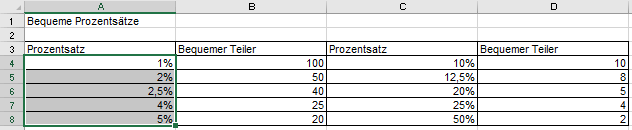 A B C D
1 Bequeme Prozentsätze
2
3 Prozentsatz Bequemer Teiler Prozentsatz Bequemer Teiler
4 1% 100 10% 10
5 2% 50 12,5% 8
6 2,5% 40 20% 5
7 4% 25 25% 4
8 5% 20 50% 2